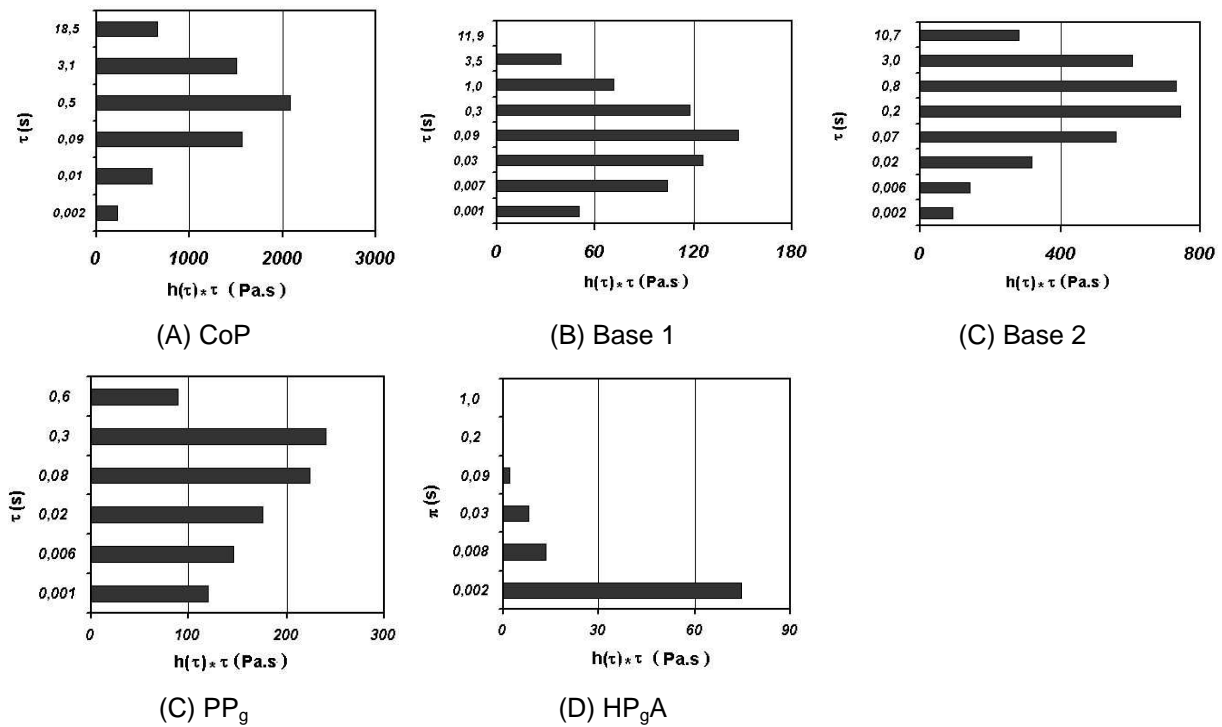 18,5
3,1
0,5
0,09
0,01
0,002
τ (s)
0 1000 2000 3000
h(τ)* τ (Pa.s)
(A) CoP
11,9
3,5
1,0
0,3
0,09
0,03
0,007
0,001
0 60 120 180
h(τ)* τ (Pa.s)
(B) Base 1
10,7
3,0
0,8
0,2
0,07
0,02
0,006
0,002
τ (s)
0 400 800
h(τ)* τ (Pa.s)
(C) Base 2
0,6
0,3
0,08
0,02
0,006
0,001
τ (s)
0 100 200 300
h(τ)* τ (Pa.s)
(C) PPg
1,0
0,2
0,09
0,03
0,008
0,002
π (s)
0 30 60 90
h(τ)* τ (Pa.s)
(D) HPgA